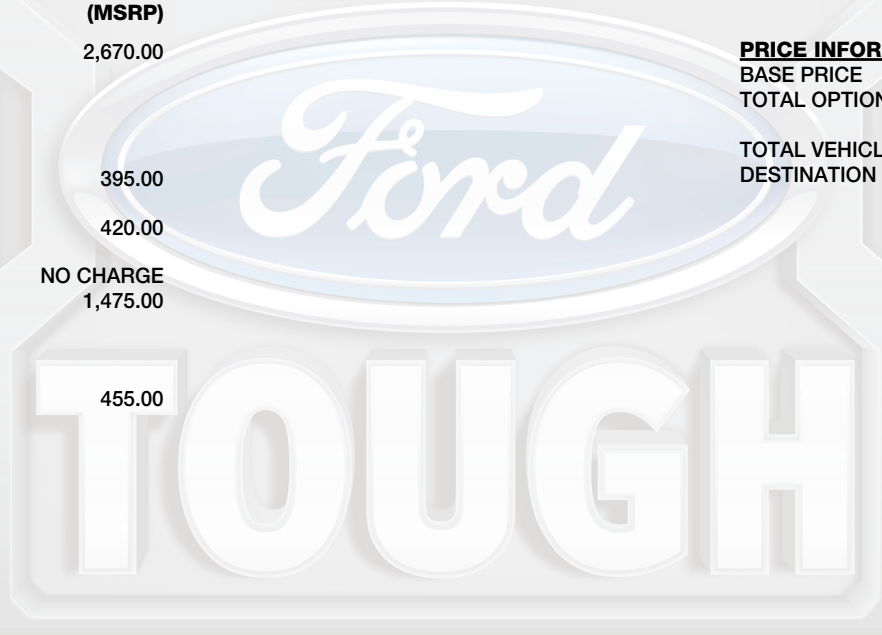 (MSRP)
2,670.00
395.00
420.00
NO CHARGE
1,475.00
455.00
PRICE INFOR
BASE PRICE
TOTAL OPTION
TOTAL VEHICL
DESTINATION
Ford
TOUGH